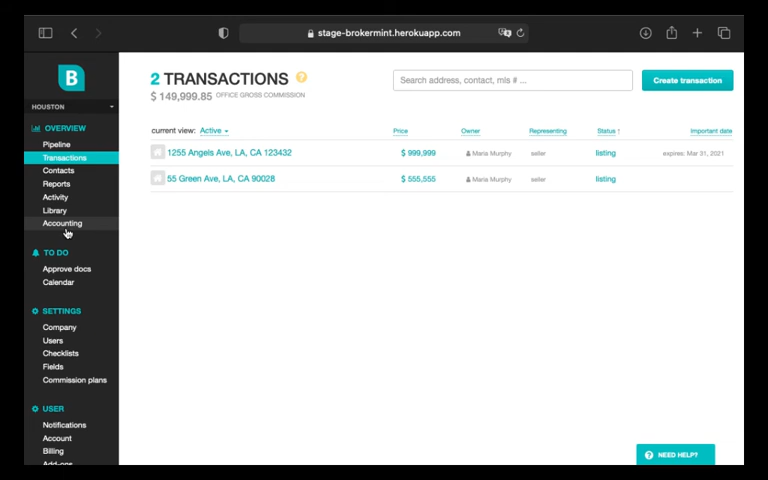 stage-brokermint.herokuapp.com
B
HOUSTON
OVERVIEW
Pipeline
Transactions
Contacts
Reports
Activity
Library
Accounting
TO DO
Approve docs
Calendar
SETTINGS
Company
Users
Checklists
Fields
Commission plans
USER
Notifications
Account
Billing
Add-ons
2 TRANSACTIONS ?
$ 149,999.85 OFFICE GROSS COMMISSION
Search address, contact, mls # ...
Create transaction
current view: Active
Price Owner Representing Status ↑ Important date
1255 Angels Ave, LA, CA 123432 $ 999,999 Maria Murphy seller listing expires: Mar 31, 2021
55 Green Ave, LA, CA 90028 $ 555,555 Maria Murphy seller listing
? NEED HELP?